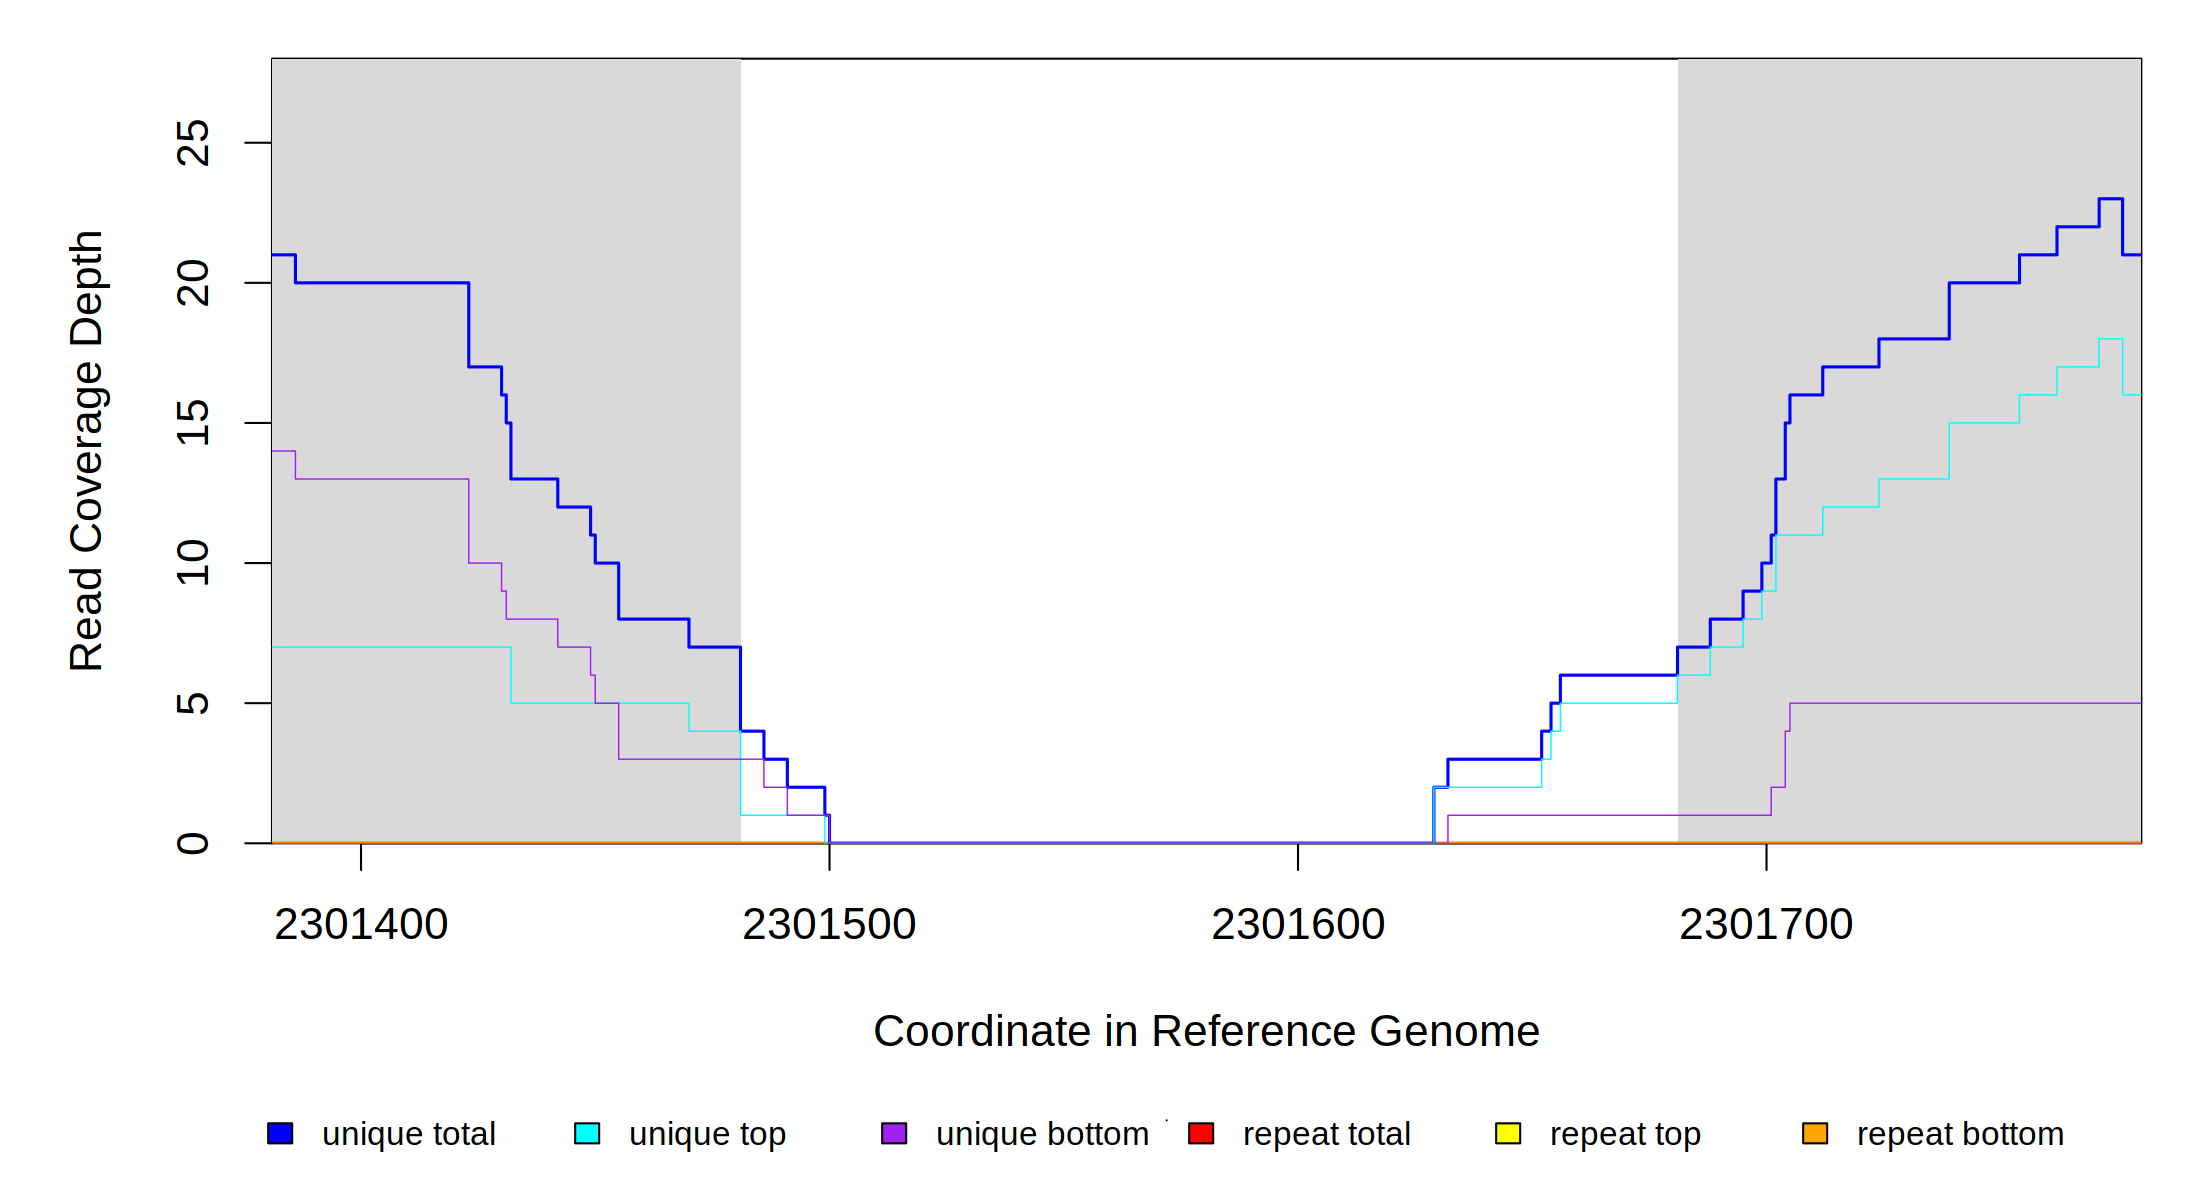 25
20
15
10
5
0
Read Coverage Depth
2301400 2301500 2301600 2301700
Coordinate in Reference Genome
unique total unique top unique bottom repeat total repeat top repeat bottom